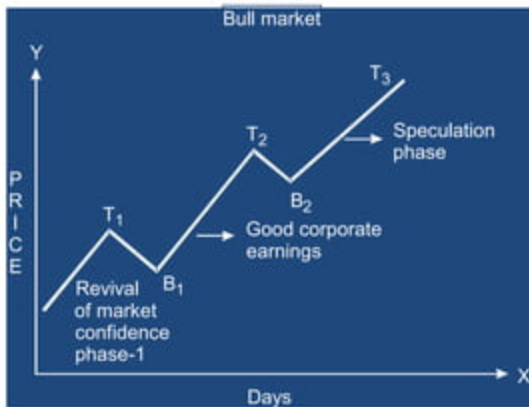 Bull market
Y
T3
T2
Speculation
phase
B2
PRICE
T1
Good corporate
earnings
B1
Revival
of market
confidence
phase-1
X
Days